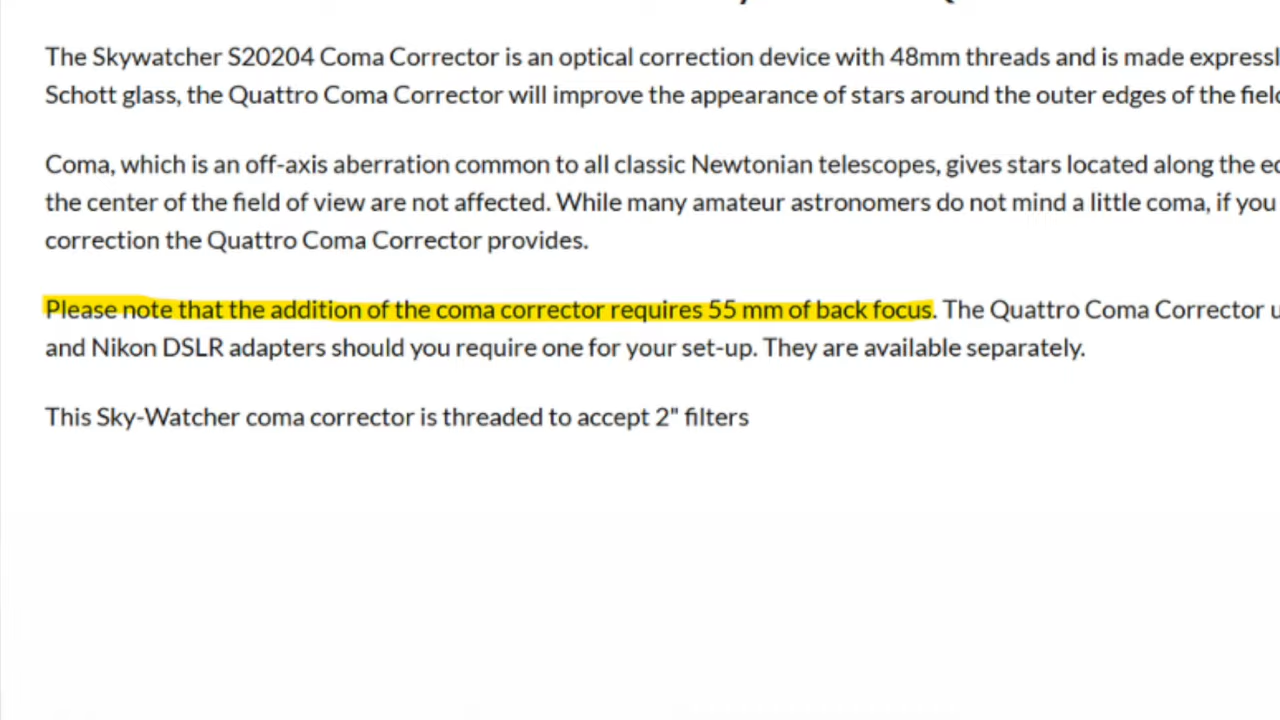 The Skywatcher S20204 Coma Corrector is an optical correction device with 48mm threads and is made
Schott glass, the Quattro Coma Corrector will improve the appearance of stars around the outer edges of the
Coma, which is an off-axis aberration common to all classic Newtonian telescopes, gives stars located along the
the center of the field of view are not affected. While many amateur astronomers do not mind a little coma, if you
correction the Quattro Coma Corrector provides.
Please note that the addition of the coma corrector requires 55 mm of back focus. The Quattro Coma Corrector
and Nikon DSLR adapters should you require one for your set-up. They are available separately.
This Sky-Watcher coma corrector is threaded to accept 2" filters